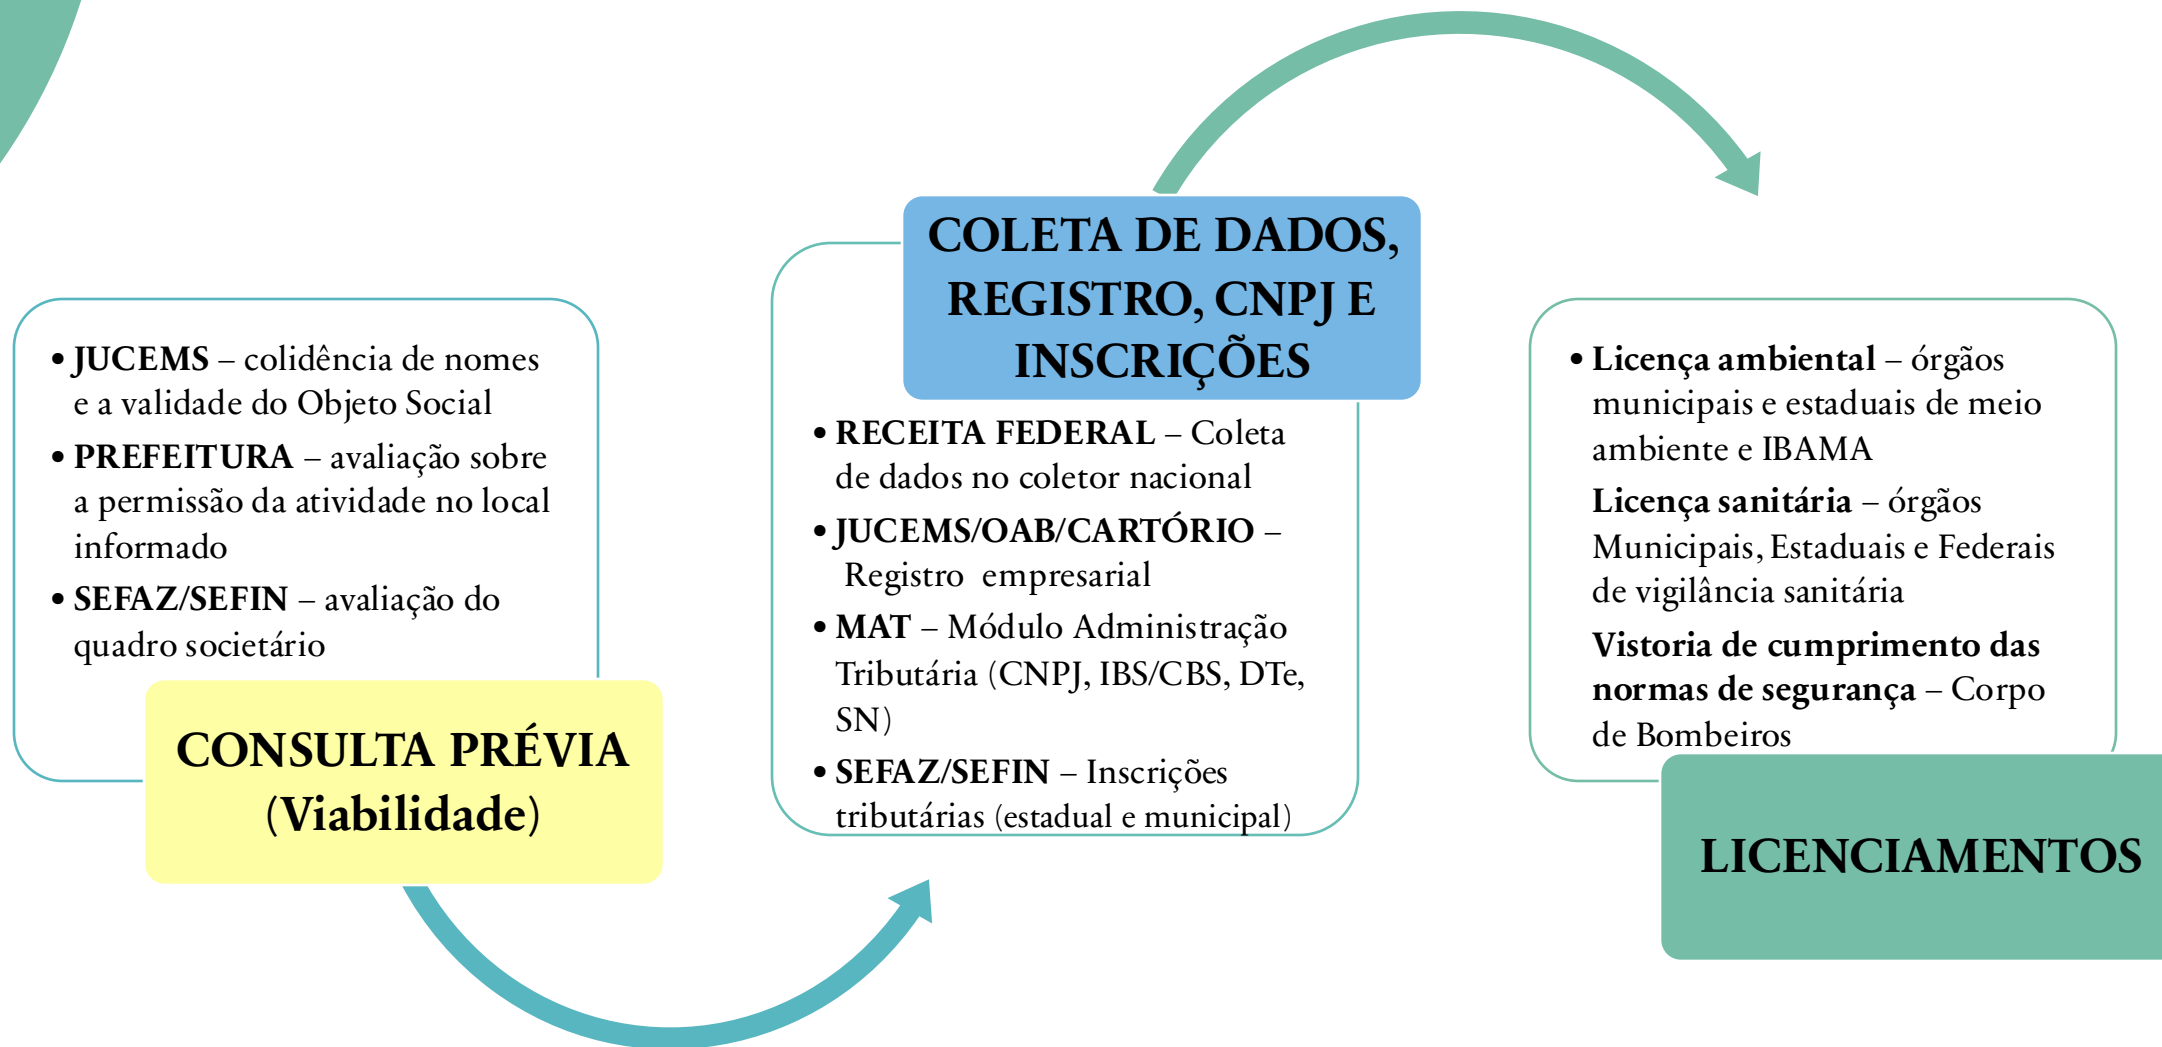 • JUCEMS – colidência de nomes
e a validade do Objeto Social
• PREFEITURA – avaliação sobre
a permissão da atividade no local
informado
• SEFAZ/SEFIN – avaliação do
quadro societário
CONSULTA PRÉVIA
(Viabilidade)
COLETA DE DADOS,
REGISTRO, CNPJ E
INSCRIÇÕES
• RECEITA FEDERAL – Coleta
de dados no coletor nacional
• JUCEMS/OAB/CARTÓRIO –
Registro empresarial
• MAT – Módulo Administração
Tributária (CNPJ, IBS/CBS, DTe,
SN)
• SEFAZ/SEFIN – Inscrições
tributárias (estadual e municipal)
• Licença ambiental – órgãos
municipais e estaduais de meio
ambiente e IBAMA
Licença sanitária – órgãos
Municipais, Estaduais e Federais
de vigilância sanitária
Vistoria de cumprimento das
normas de segurança – Corpo
de Bombeiros
LICENCIAMENTOS